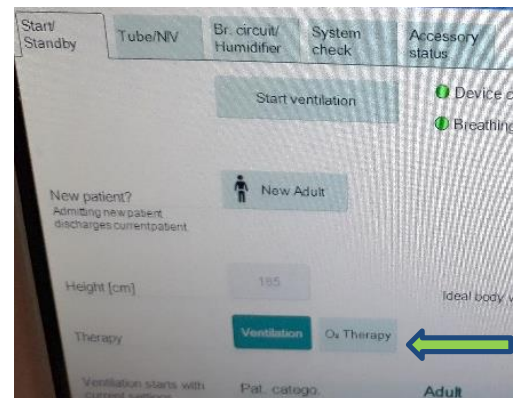 Start/
Standby
Tube/NIV
Br. circuit/
Humidifier
System
check
Accessory
status
Start ventilation
Device c
Breathing
New patient?
Admitting new patient
discharges current patient.
New Adult
Height [cm]
165
Ideal body
Therapy
Ventilation
O₂ Therapy
Ventilation starts with
current settings
Pat. catego.
Adult